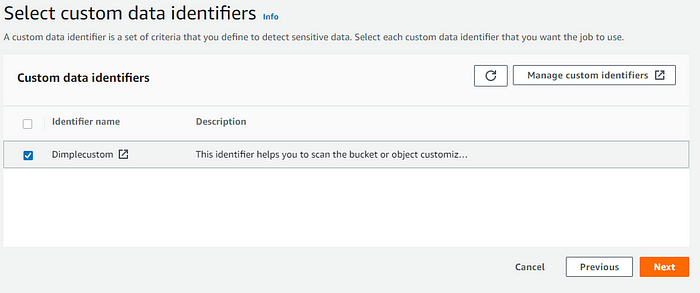 Select custom data identifiers Info
A custom data identifier is a set of criteria that you define to detect sensitive data. Select each custom data identifier that you want the job to use.
Custom data identifiers
Manage custom identifiers
Identifier name Description
Dimplecustom This identifier helps you to scan the bucket or object customiz...
Cancel Previous Next